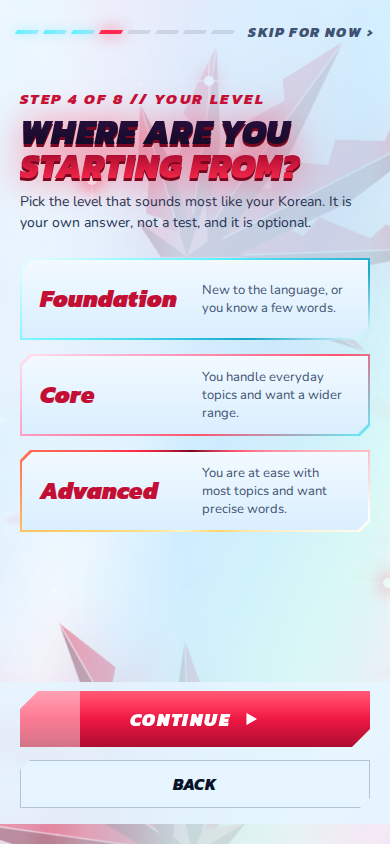 SKIP FOR NOW >
STEP 4 OF 8 // YOUR LEVEL
WHERE ARE YOU
STARTING FROM?
Pick the level that sounds most like your Korean. It is
your own answer, not a test, and it is optional.
Foundation
New to the language, or
you know a few words.
Core
You handle everyday
topics and want a wider
range.
Advanced
You are at ease with
most topics and want
precise words.
CONTINUE ▶
BACK